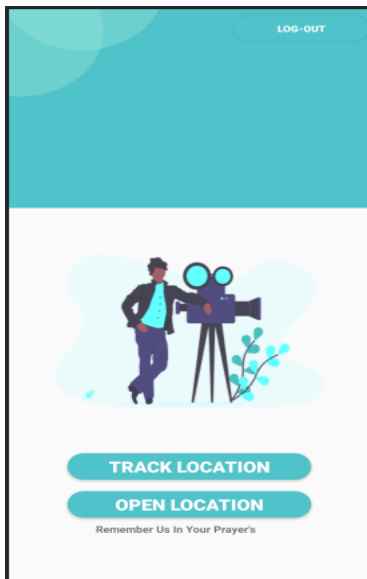 LOG-OUT
TRACK LOCATION
OPEN LOCATION
Remember Us In Your Prayer's